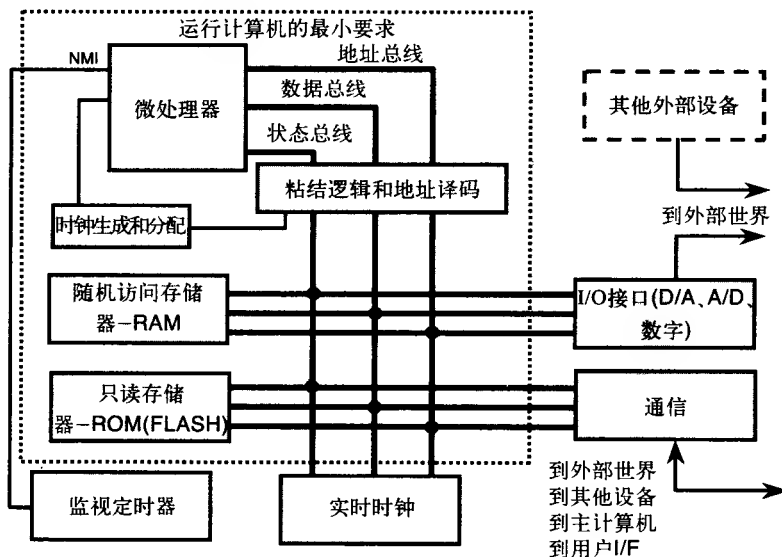 运行计算机的最小要求
NMI
微处理器
地址总线
数据总线
状态总线
粘结逻辑和地址译码
时钟生成和分配
其他外部设备
到外部世界
随机访问存储
器-RAM
I/O接口(D/A、A/D、
数字)
只读存储
器-ROM(FLASH)
通信
监视定时器
实时时钟
到外部世界
到其他设备
到主计算机
到用户I/F